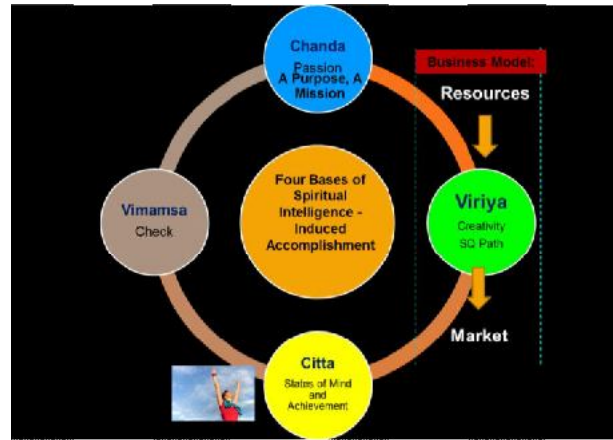 Chanda
Passion
A Purpose, A
Mission
Business Model:
Resources
Four Bases of
Spiritual
Intelligence -
Induced
Accomplishment
Vimamsa
Check
Viriya
Creativity
SQ Path
Market
Citta
States of Mind
and
Achievement